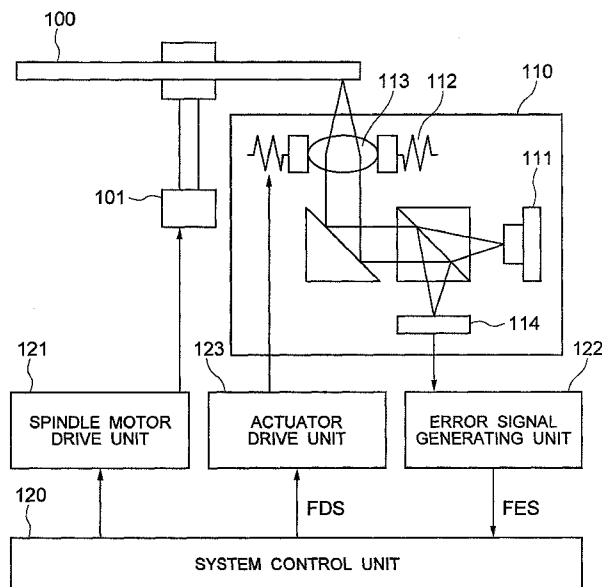 100
110
113
112
111
101
114
121
123
122
SPINDLE MOTOR
DRIVE UNIT
ACTUATOR
DRIVE UNIT
ERROR SIGNAL
GENERATING UNIT
120
FDS
FES
SYSTEM CONTROL UNIT